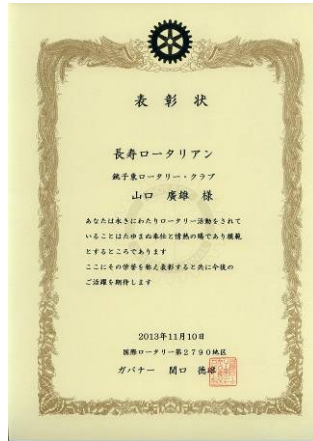 表彰状
長寿ロータリアン
銚子東ロータリー・クラブ
山口 廣雄 様
あなたは永きにわたりロータリー活動をされて
いることはたゆまぬ奉仕と情熱の賜であり模範
とするところであります
ここにその栄誉を称え表彰すると共に今後の
ご活躍を期待します
2013年11月10日
国際ロータリー第2790地区
ガバナー 関口 徳雄